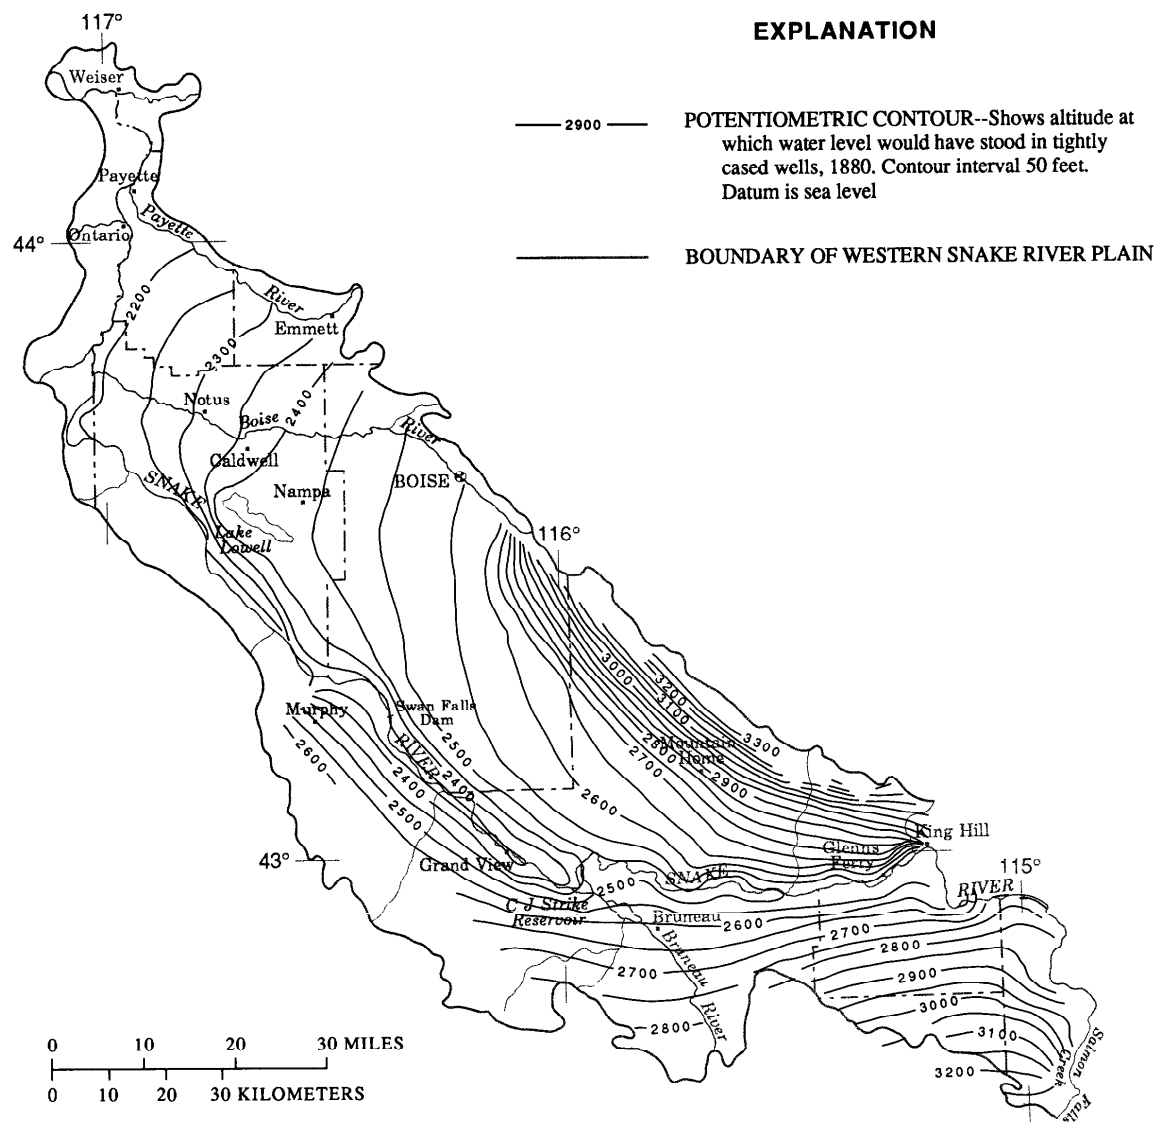 117°
EXPLANATION
Weiser
2900
POTENTIOMETRIC CONTOUR--Shows altitude at
which water level would have stood in tightly
cased wells, 1880. Contour interval 50 feet.
Datum is sea level
Payette
Payette
Ontario
44°
BOUNDARY OF WESTERN SNAKE RIVER PLAIN
2200
River
Emmett
2300
Notus
2400
Boise
River
Caldwell
BOISE
SNAKE
Nampa
Lake
Lowell
116°
3000
3200
3100
Murphy
Swan Falls
Dam
2500
3300
RIVER
2800
Mountain
Home
2600
2700
2400
2400
2900
2500
2600
King Hill
Glenns
Ferry
43°
Grand View
SNAKE
115°
2500
RIVER
C J Strike
Reservoir
Bruneau
2600
2700
2800
Bruneau
2700
2900
3000
River
2800
3100
Salmon
Creek
3200
Falls
0 10 20 30 MILES
0 10 20 30 KILOMETERS